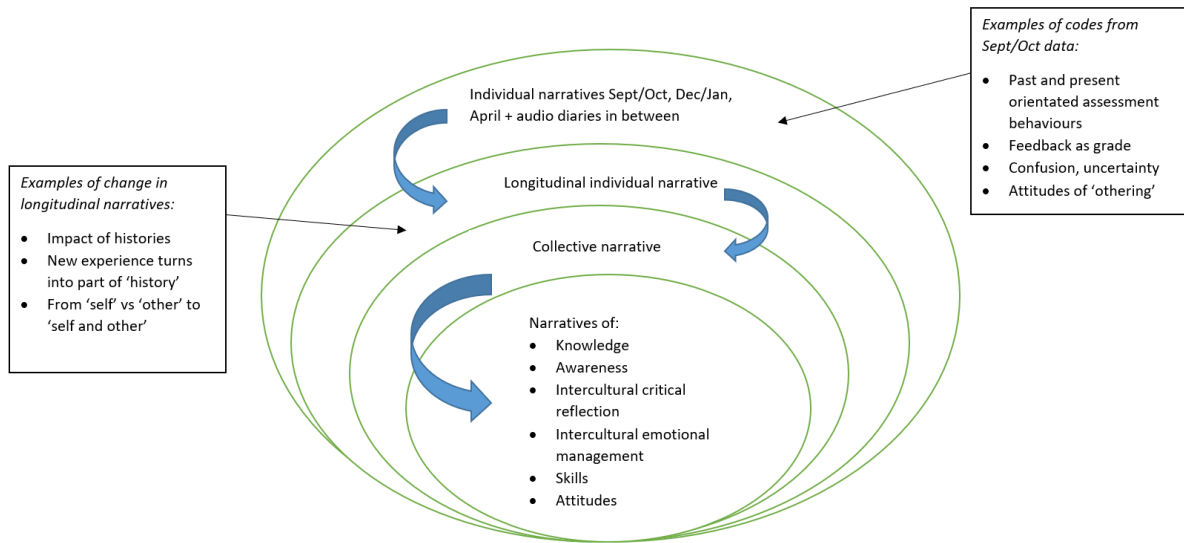 Examples of codes from
Sept/Oct data:
• Past and present
orientated assessment
behaviours
• Feedback as grade
• Confusion, uncertainty
• Attitudes of ‘othering’
Individual narratives Sept/Oct, Dec/Jan,
April + audio diaries in between
Examples of change in
longitudinal narratives:
• Impact of histories
• New experience turns
into part of ‘history’
• From ‘self’ vs ‘other’ to
‘self and other’
Longitudinal individual narrative
Collective narrative
Narratives of:
• Knowledge
• Awareness
• Intercultural critical
reflection
• Intercultural emotional
management
• Skills
• Attitudes